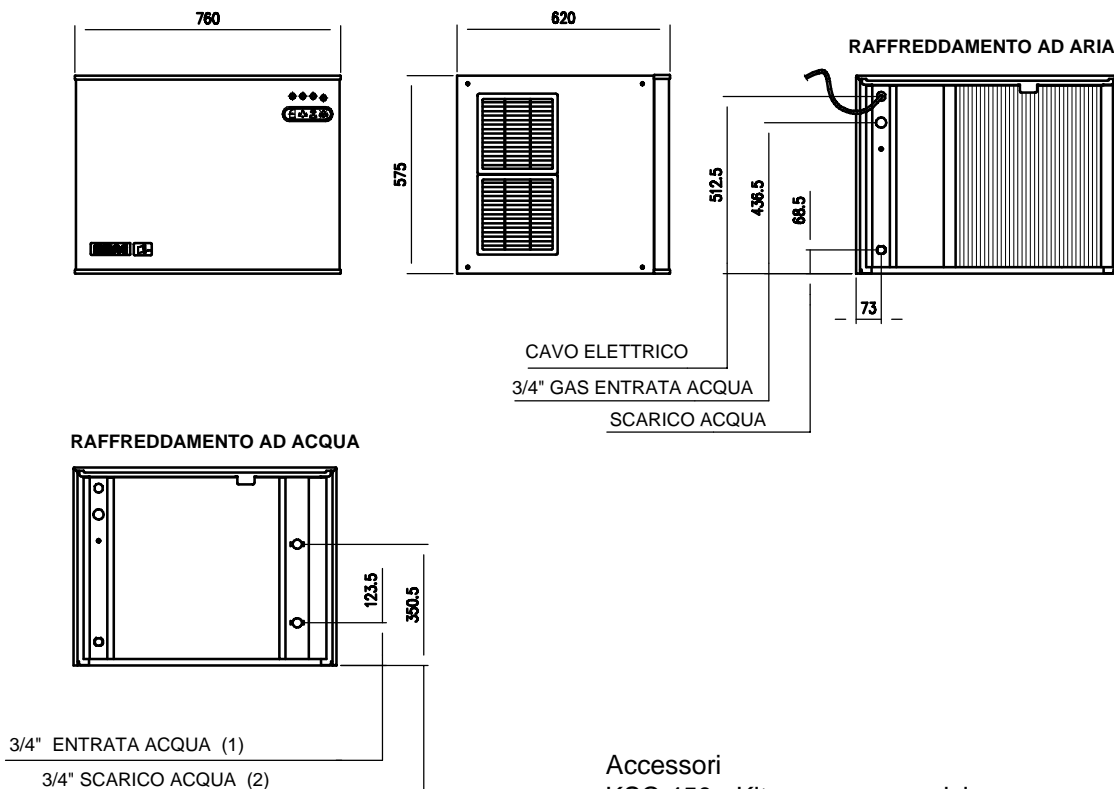 760
620
RAFFREDDAMENTO AD ARIA
575
512.5
436.5
68.5
73
CAVO ELETTRICO
3/4" GAS ENTRATA ACQUA
SCARICO ACQUA
RAFFREDDAMENTO AD ACQUA
123.5
350.5
3/4" ENTRATA ACQUA (1)
3/4" SCARICO ACQUA (2)
Accessori